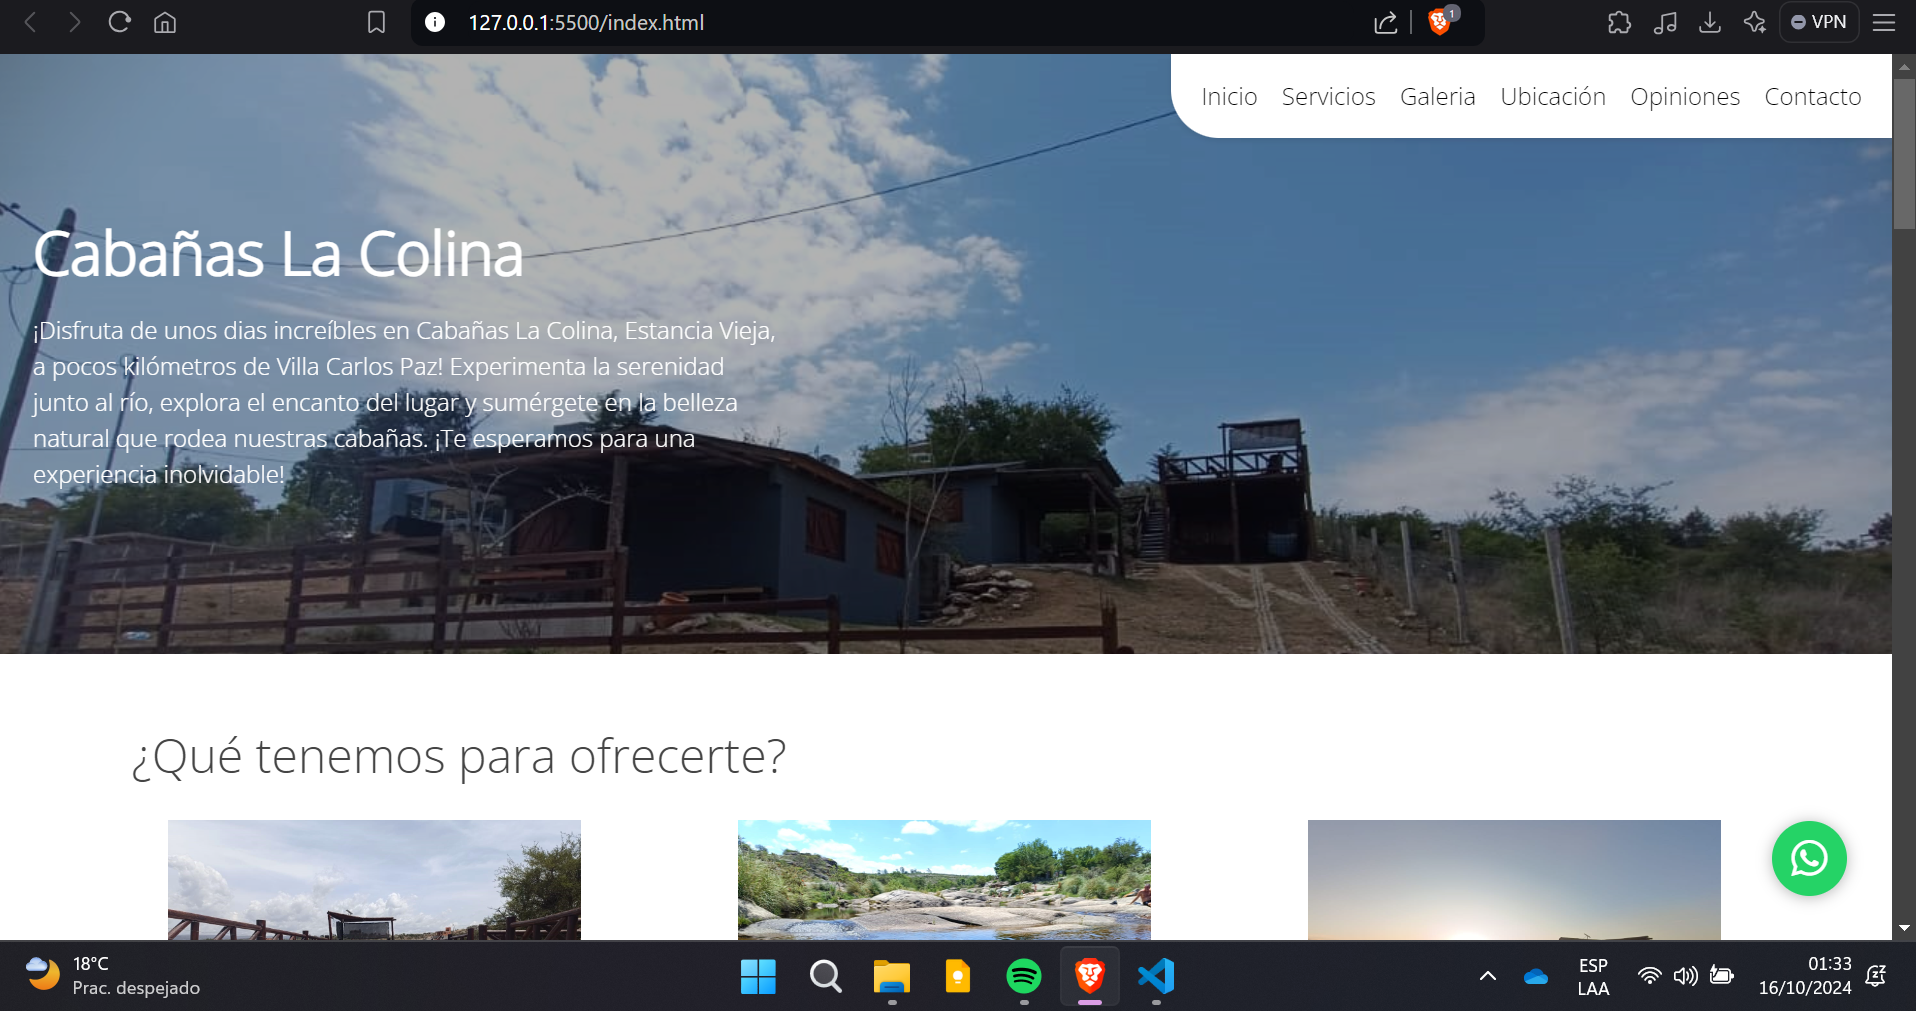 127.0.0.1:5500/index.html
1
VPN
Inicio Servicios Galeria Ubicación Opiniones Contacto
Cabañas La Colina
¡Disfruta de unos dias increíbles en Cabañas La Colina, Estancia Vieja,
a pocos kilómetros de Villa Carlos Paz! Experimenta la serenidad
junto al río, explora el encanto del lugar y sumérgete en la belleza
natural que rodea nuestras cabañas. ¡Te esperamos para una
experiencia inolvidable!
¿Qué tenemos para ofrecerte?
18°C
Prac. despejado
ESP
LAA
01:33
16/10/2024